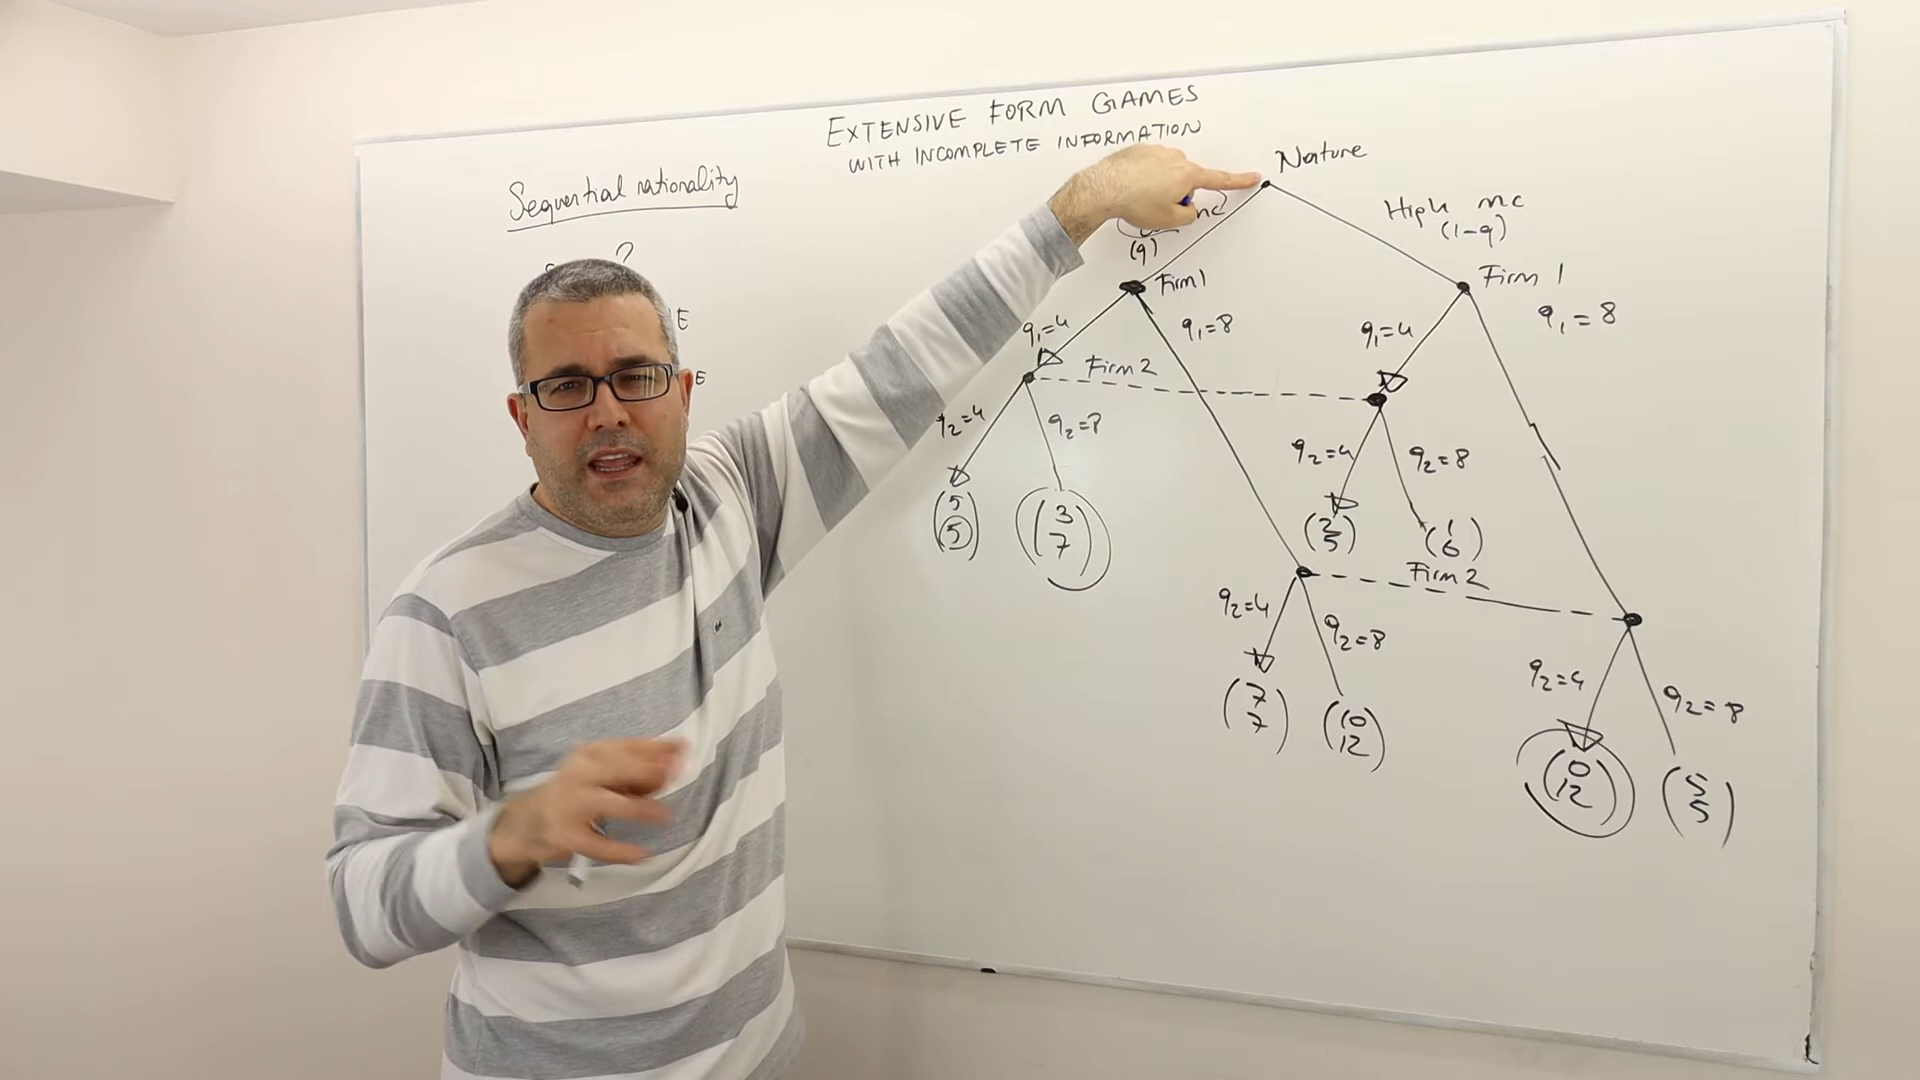 EXTENSIVE FORM GAMES
WITH INCOMPLETE INFORMATION
Sequential rationality
?
E
E
Nature
mc
(q)
High mc
(1-q)
Firm 1
Firm 1
q₁=4
q₁=8
q₁=4
q₁=8
Firm 2
q₂=4
q₂=8
q₂=4
q₂=8
(5
5)
(3
7)
(2
5)
(1
6)
Firm 2
q₂=4
q₂=8
q₂=4
q₂=8
(7
7)
(10
12)
(0
12)
(5
5)